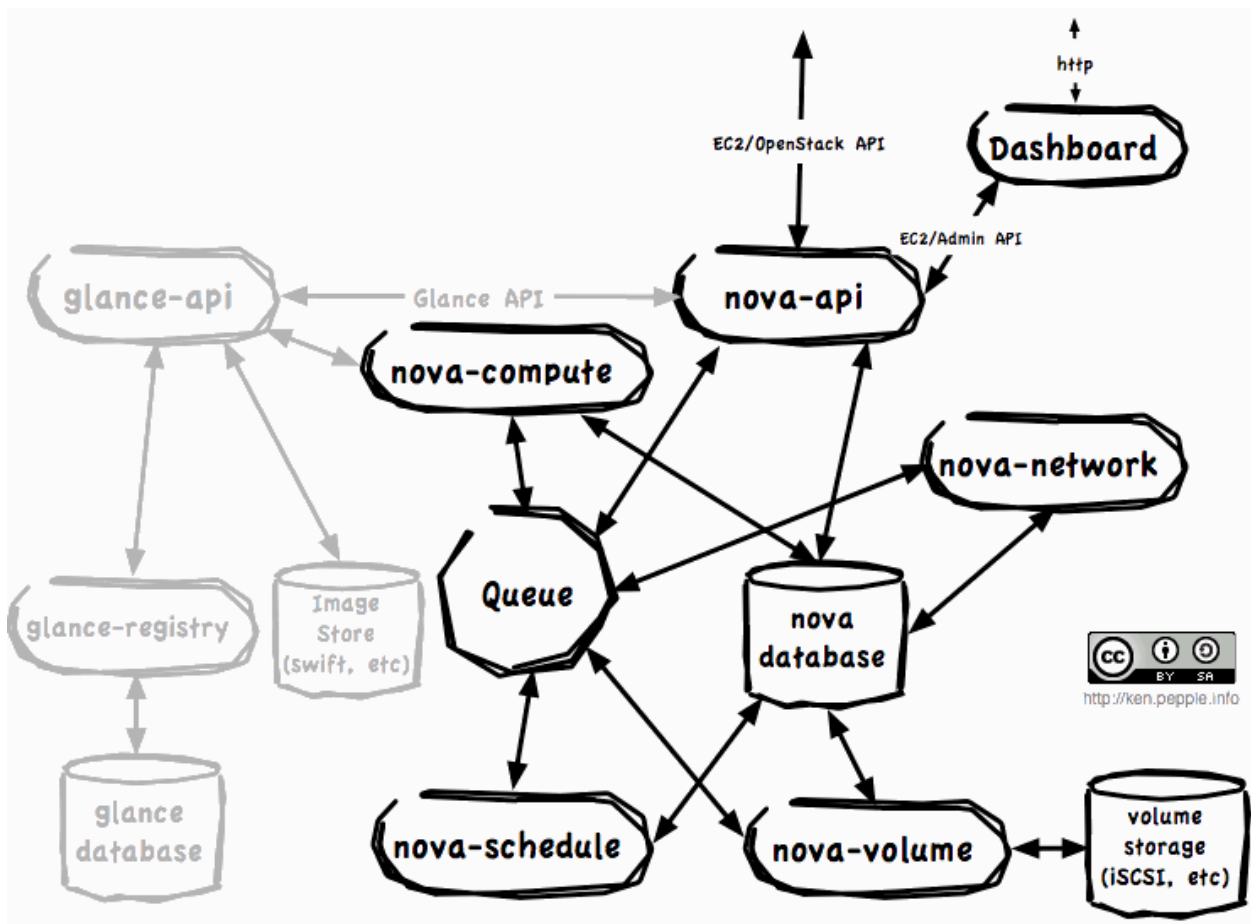 http
EC2/OpenStack API
Dashboard
EC2/Admin API
glance-api
Glance API
nova-api
nova-compute
nova-network
Queue
nova
database
glance-registry
Image
Store
(swift, etc)
cc
BY SA
http://ken.pepple.info
glance
database
nova-schedule
nova-volume
volume
storage
(iSCSI, etc)